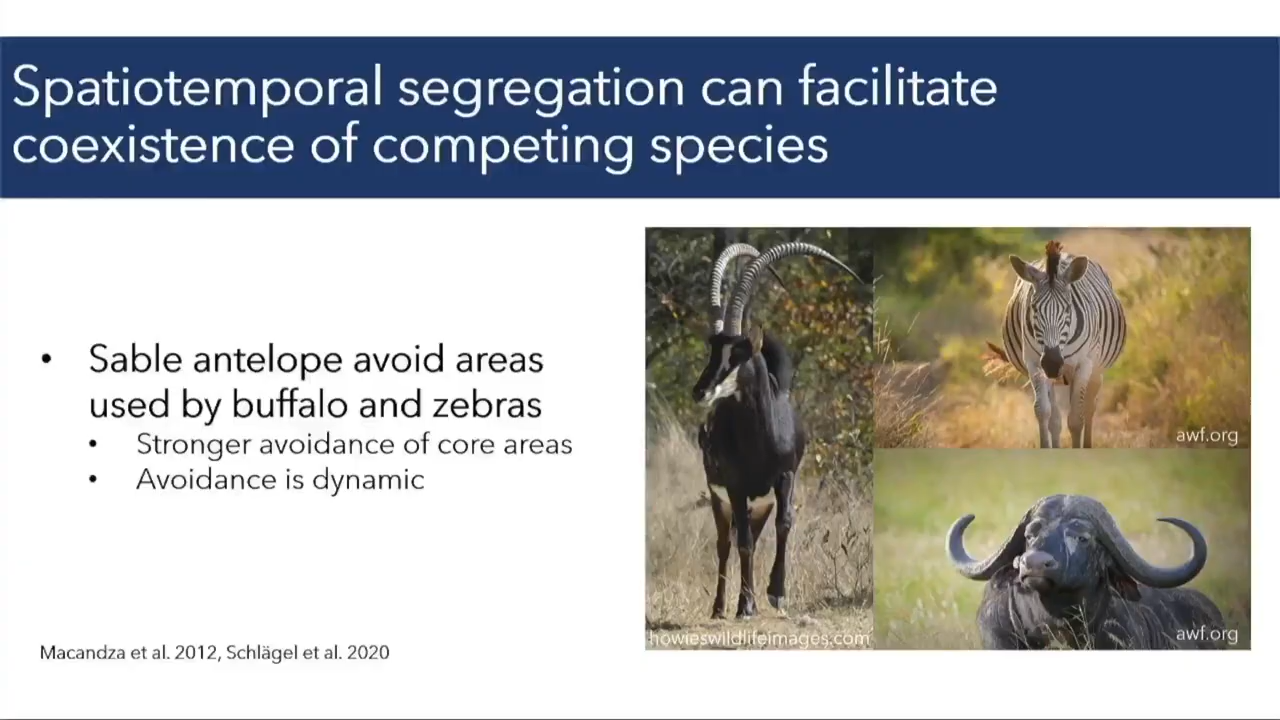 Spatiotemporal segregation can facilitate
coexistence of competing species
• Sable antelope avoid areas
used by buffalo and zebras
• Stronger avoidance of core areas
• Avoidance is dynamic
Macandza et al. 2012, Schlägel et al. 2020
howieswildlifeimages.com
awf.org
awf.org